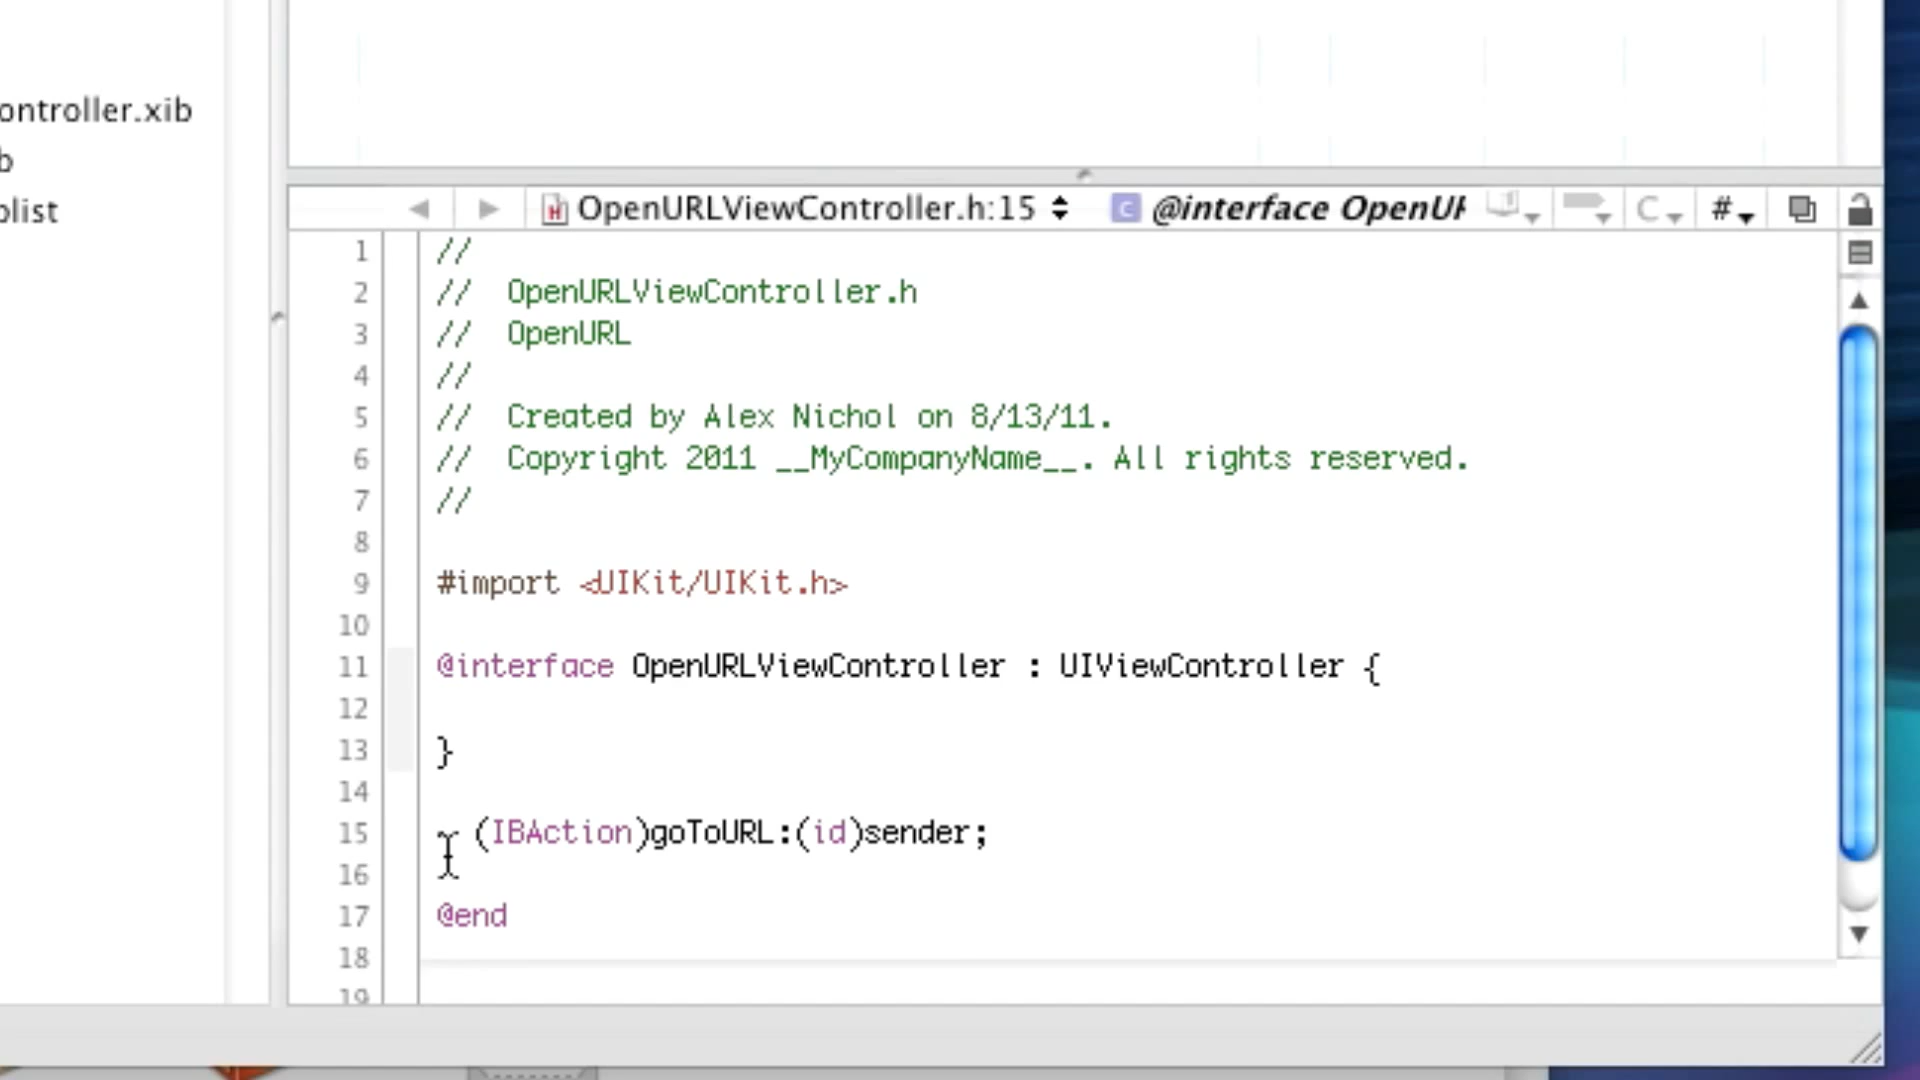 ontroller.xib
b
plist
OpenURLViewController.h:15
C @interface OpenU
C
#
1 //
2 // OpenURLViewController.h
3 // OpenURL
4 //
5 // Created by Alex Nichol on 8/13/11.
6 // Copyright 2011 __MyCompanyName__. All rights reserved.
7 //
8
9 #import <UIKit/UIKit.h>
10
11 @interface OpenURLViewController : UIViewController {
12
13 }
14
15 - (IBAction)goToURL:(id)sender;
16
17 @end
18
19